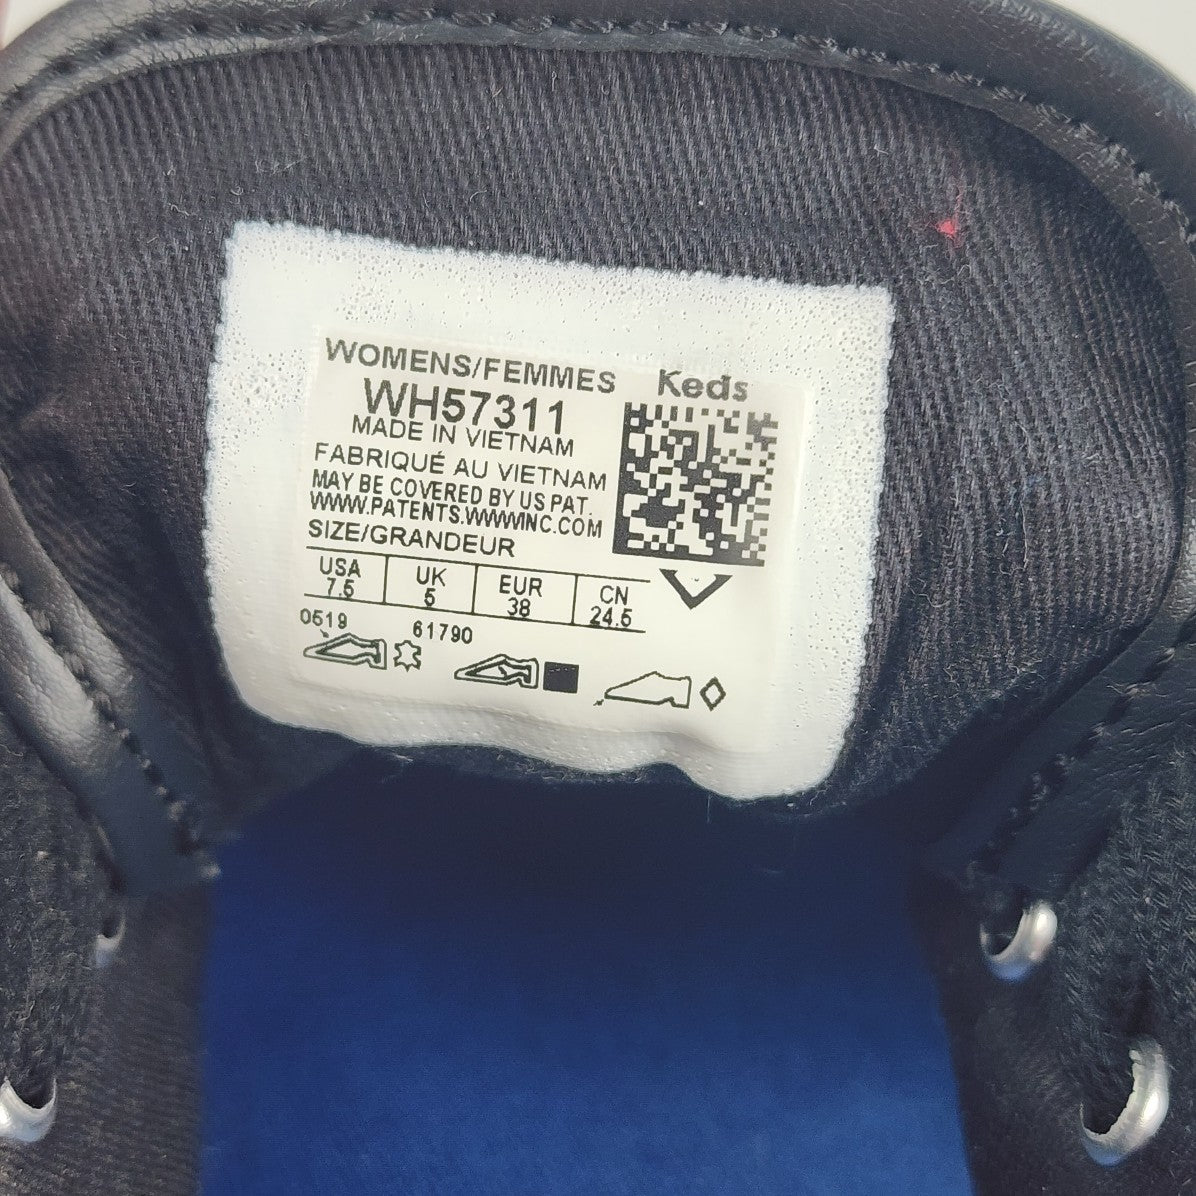 WOMENS/FEMMES
Keds
WH57311
MADE IN VIETNAM
FABRIQUÉ AU VIETNAM
MAY BE COVERED BY US PAT.
WWW.PATENTS.WWWINC.COM
SIZE/GRANDEUR
USA UK EUR CN
7.5 5 38 24.5
0519 61790